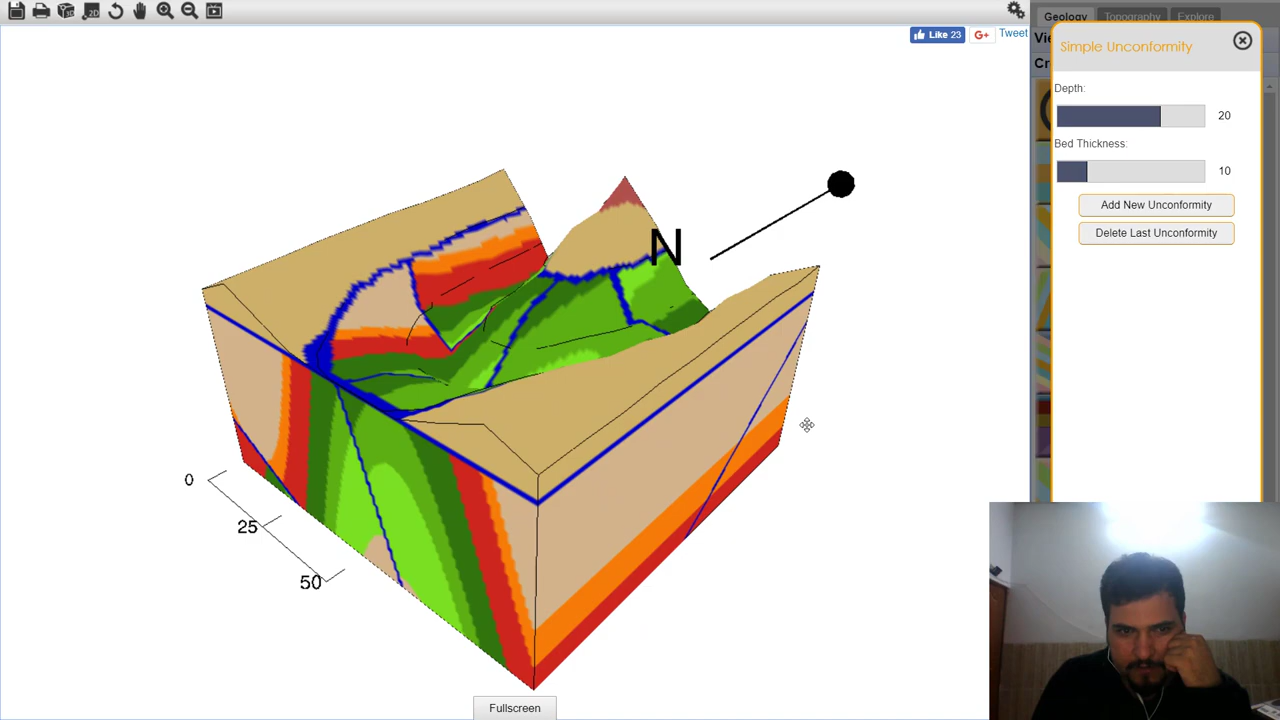 Like 23
Tweet
Geology
Topography
Explore
Simple Unconformity
Depth:
20
Bed Thickness:
10
Add New Unconformity
Delete Last Unconformity
N
0
25
50
Fullscreen